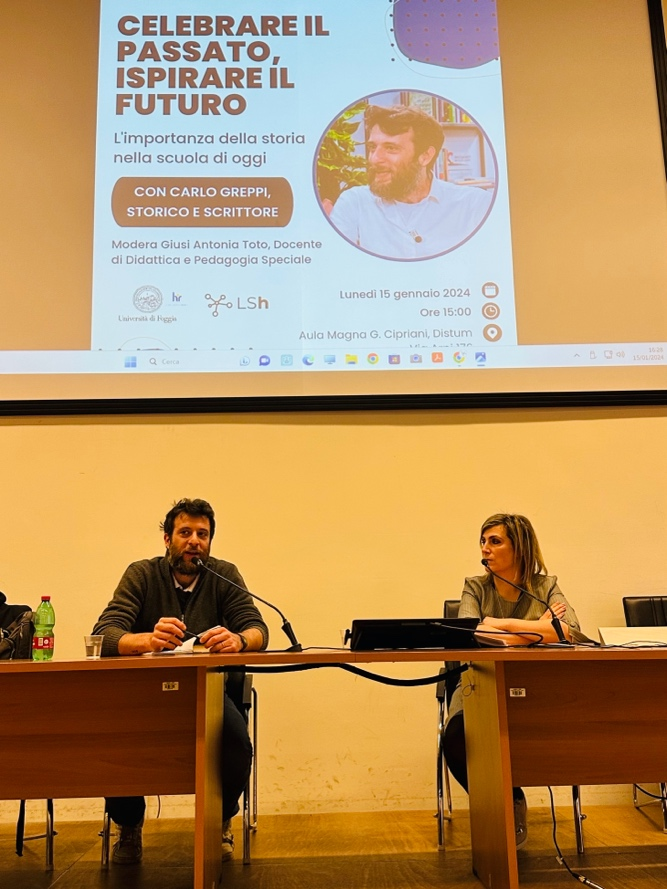 CELEBRARE IL
PASSATO,
ISPIRARE IL
FUTURO
L'importanza della storia
nella scuola di oggi
CON CARLO GREPPI,
STORICO E SCRITTORE
Modera Giusi Antonia Toto, Docente
di Didattica e Pedagogia Speciale
Università di Foggia
hr
LSh
Lunedì 15 gennaio 2024
Ore 15:00
Aula Magna G. Cipriani, Distum
Cerca